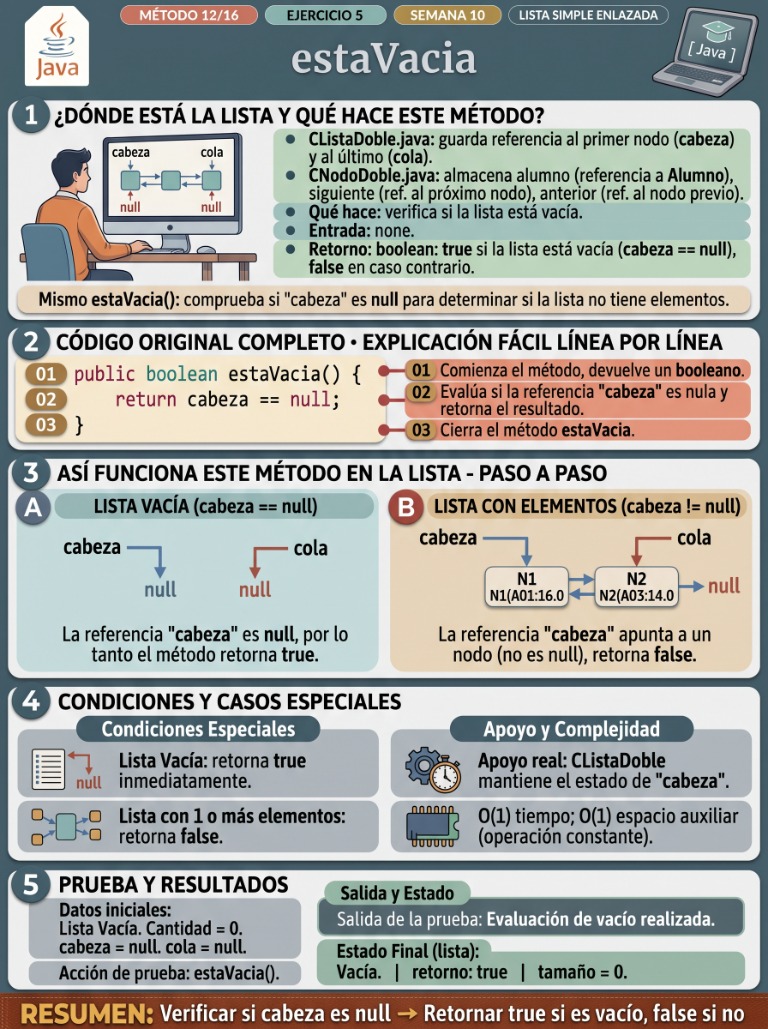 Java
MÉTODO 12/16
EJERCICIO 5
SEMANA 10
LISTA SIMPLE ENLAZADA
estaVacia
[ Java ]
1 ¿DÓNDE ESTÁ LA LISTA Y QUÉ HACE ESTE MÉTODO?
cabeza
cola
null
null
• CListaDoble.java: guarda referencia al primer nodo (cabeza)
y al último (cola).
• CNodoDoble.java: almacena alumno (referencia a Alumno),
siguiente (ref. al próximo nodo), anterior (ref. al nodo previo).
• Qué hace: verifica si la lista está vacía.
• Entrada: none.
• Retorno: boolean: true si la lista está vacía (cabeza == null),
false en caso contrario.
Mismo estaVacia(): comprueba si "cabeza" es null para determinar si la lista no tiene elementos.
2 CÓDIGO ORIGINAL COMPLETO • EXPLICACIÓN FÁCIL LÍNEA POR LÍNEA
01 public boolean estaVacia() {
02 return cabeza == null;
03 }
01 Comienza el método, devuelve un booleano.
02 Evalúa si la referencia "cabeza" es nula y
retorna el resultado.
03 Cierra el método estaVacia.
3 ASÍ FUNCIONA ESTE MÉTODO EN LA LISTA - PASO A PASO
A LISTA VACÍA (cabeza == null)
cabeza
cola
null
null
La referencia "cabeza" es null, por lo
tanto el método retorna true.
B LISTA CON ELEMENTOS (cabeza != null)
cabeza
cola
N1
N1(A01:16.0
N2
N2(A03:14.0
null
La referencia "cabeza" apunta a un
nodo (no es null), retorna false.
4 CONDICIONES Y CASOS ESPECIALES
Condiciones Especiales
null
Lista Vacía: retorna true
inmediatamente.
Lista con 1 o más elementos:
retorna false.
Apoyo y Complejidad
Apoyo real: CListaDoble
mantiene el estado de "cabeza".
O(1) tiempo; O(1) espacio auxiliar
(operación constante).
5 PRUEBA Y RESULTADOS
Datos iniciales:
Lista Vacía. Cantidad = 0.
cabeza = null. cola = null.
Acción de prueba: estaVacia().
Salida y Estado
Salida de la prueba: Evaluación de vacío realizada.
Estado Final (lista):
Vacía. | retorno: true | tamaño = 0.
RESUMEN: Verificar si cabeza es null → Retornar true si es vacío, false si no